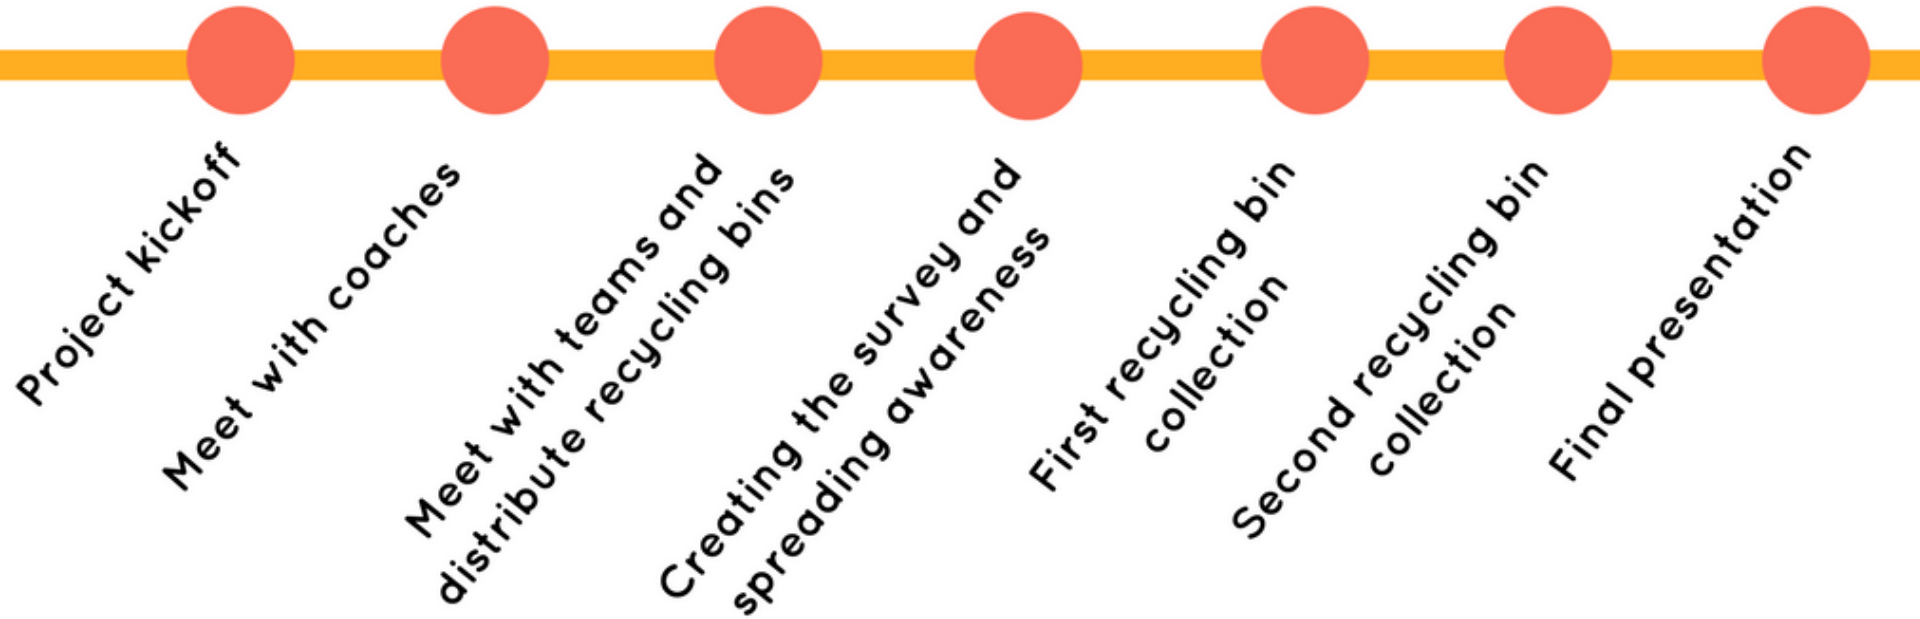 Project kickoff
Meet with coaches
Meet with teams and
distribute recycling bins
Creating the survey and
spreading awareness
First recycling bin
collection
Second recycling bin
collection
Final presentation